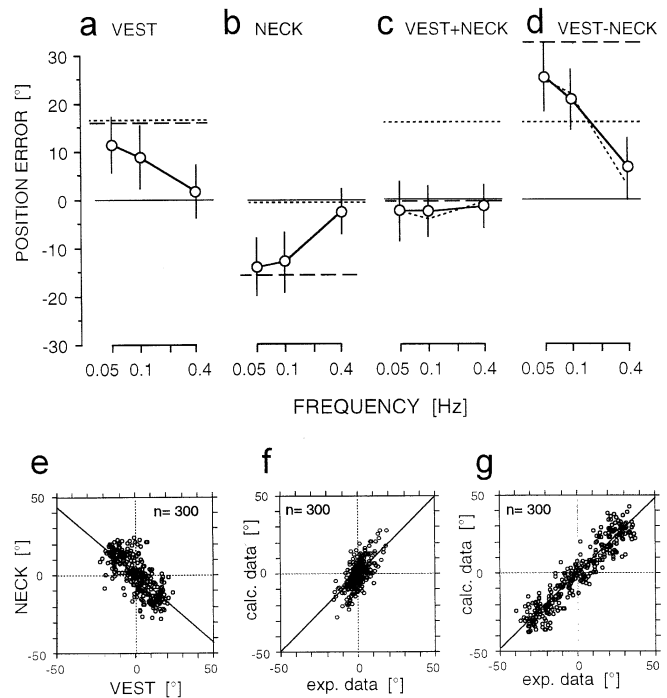 a VEST b NECK c VEST+NECK d VEST-NECK
POSITION ERROR [°]
30
20
10
0
-10
-20
-30
0.05 0.1 0.4 0.05 0.1 0.4 0.05 0.1 0.4 0.05 0.1 0.4
FREQUENCY [Hz]
e f g
50 50 50
n= 300 n= 300 n= 300
NECK [°] calc. data [°] calc. data [°]
0 0 0
-50 -50 -50
-50 0 50 -50 0 50 -50 0 50
VEST [°] exp. data [°] exp. data [°]